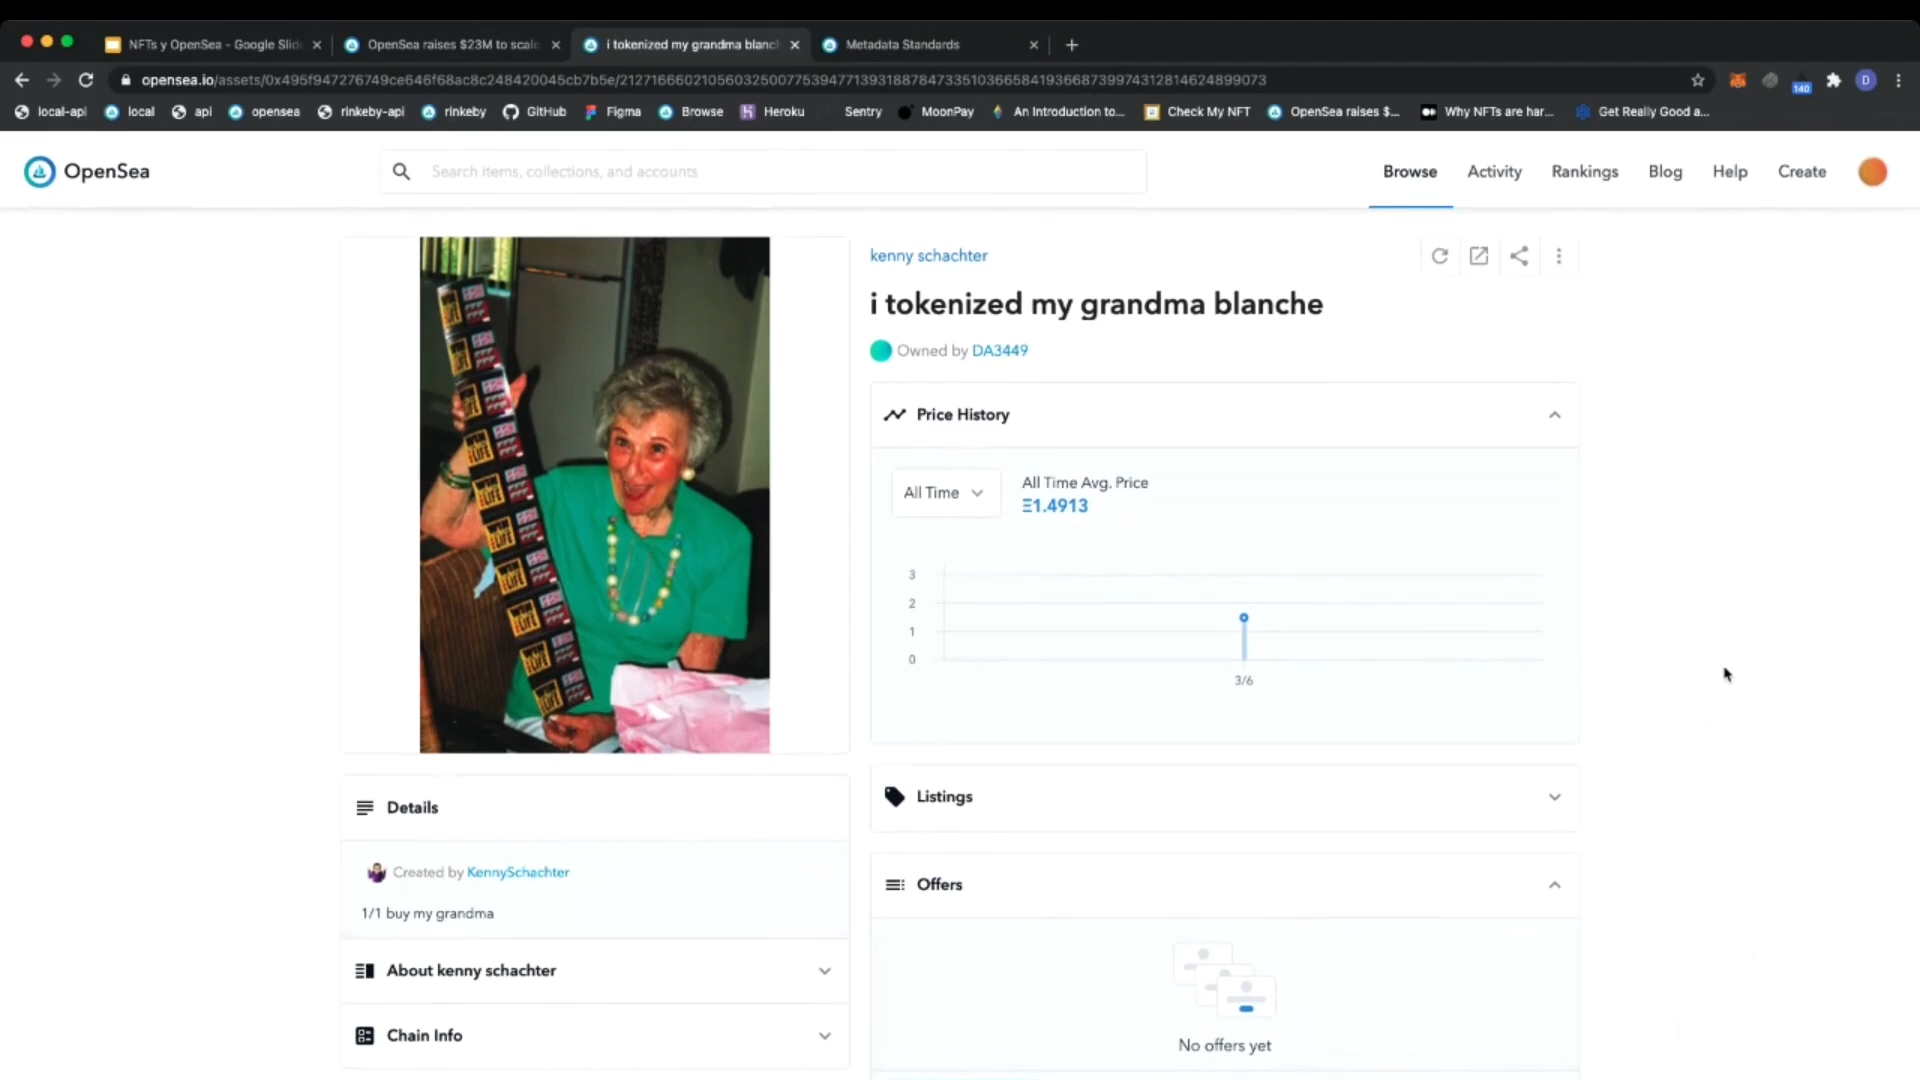 NFTs y OpenSea - Google Slid
OpenSea raises $23M to scale
i tokenized my grandma blanch
Metadata Standards
opensea.io/assets/0x495f947276749ce646f68ac8c248420045cb7b5e/
140
D
local-api
local
api
opensea
rinkeby-api
rinkeby
GitHub
Figma
Browse
Heroku
Sentry
MoonPay
An Introduction to...
Check My NFT
OpenSea raises $...
Why NFTs are har...
Get Really Good a...
OpenSea
Search items, collections, and accounts
Browse
Activity
Rankings
Blog
Help
Create
kenny schachter
i tokenized my grandma blanche
Owned by DA3449
Price History
All Time
All Time Avg. Price
Ξ1.4913
3
2
1
0
3/6
Listings
Offers
No offers yet
Details
Created by KennySchachter
1/1 buy my grandma
About kenny schachter
Chain Info